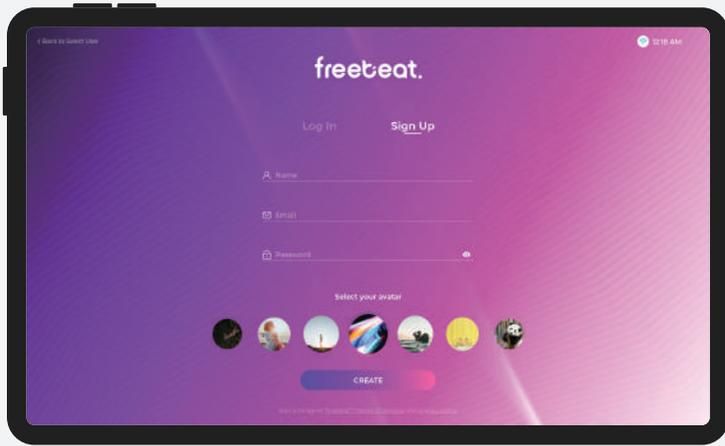 Back to Select User
12:18 AM
freebeat.
Log In
Sign Up
Name
Email
Password
Select your avatar
CREATE